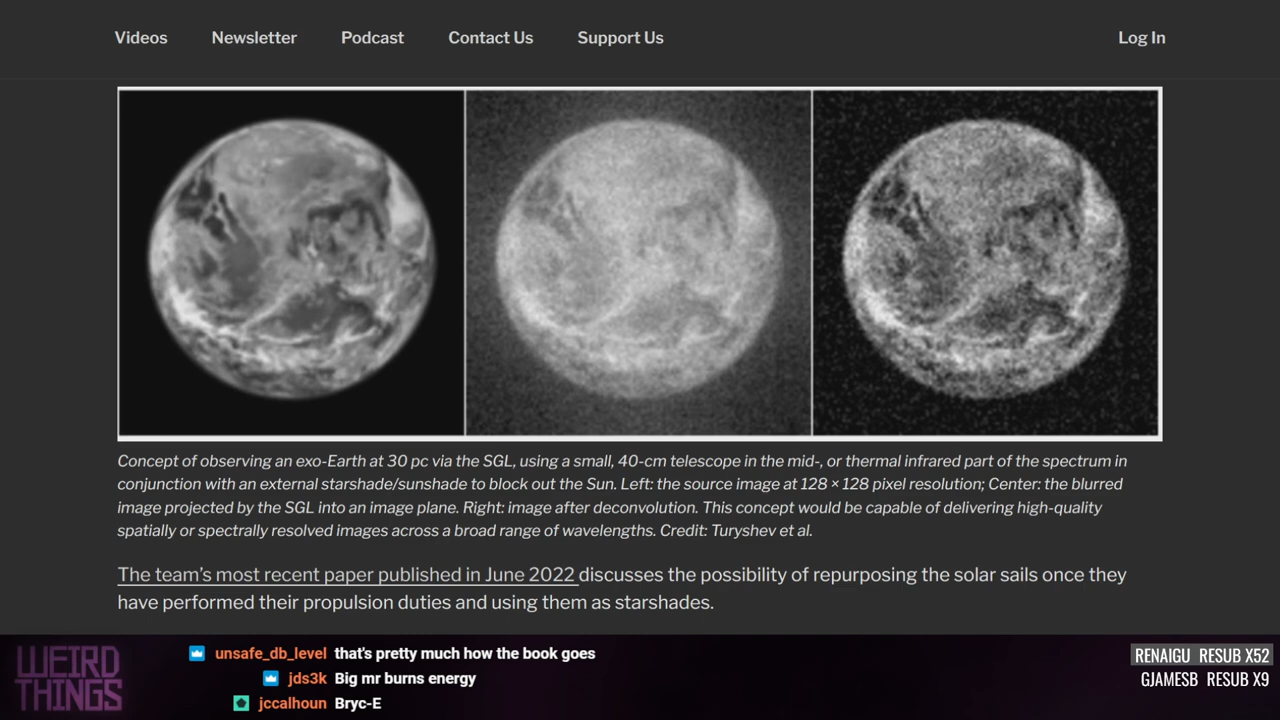 Videos
Newsletter
Podcast
Contact Us
Support Us
Log In
Concept of observing an exo-Earth at 30 pc via the SGL, using a small, 40-cm telescope in the mid-, or thermal infrared part of the spectrum in
conjunction with an external starshade/sunshade to block out the Sun. Left: the source image at 128 × 128 pixel resolution; Center: the blurred
image projected by the SGL into an image plane. Right: image after deconvolution. This concept would be capable of delivering high-quality
spatially or spectrally resolved images across a broad range of wavelengths. Credit: Turyshev et al.
The team's most recent paper published in June 2022 discusses the possibility of repurposing the solar sails once they
have performed their propulsion duties and using them as starshades.
WEIRD
THINGS
unsafe_db_level that's pretty much how the book goes
jds3k Big mr burns energy
jccalhoun Bryc-E
RENAIGU RESUB X52
GJAMESB RESUB X9